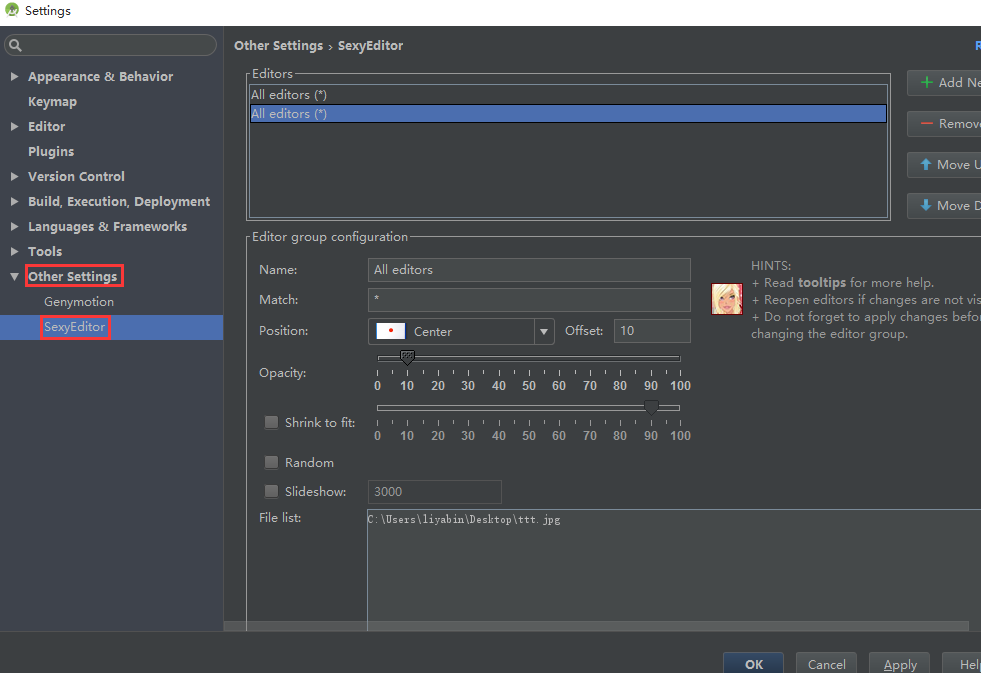 Settings
Other Settings › SexyEditor
Appearance & Behavior
Keymap
Editor
Plugins
Version Control
Build, Execution, Deployment
Languages & Frameworks
Tools
Other Settings
Genymotion
SexyEditor
Editors
All editors (*)
All editors (*)
Add Ne
Remove
Move U
Move D
Editor group configuration
Name: All editors
Match: *
Position: Center Offset: 10
Opacity:
0 10 20 30 40 50 60 70 80 90 100
Shrink to fit:
0 10 20 30 40 50 60 70 80 90 100
Random
Slideshow: 3000
File list:
C:\Users\liyabin\Desktop\ttt.jpg
HINTS:
+ Read tooltips for more help.
+ Reopen editors if changes are not vis
+ Do not forget to apply changes befor
changing the editor group.
OK Cancel Apply Help